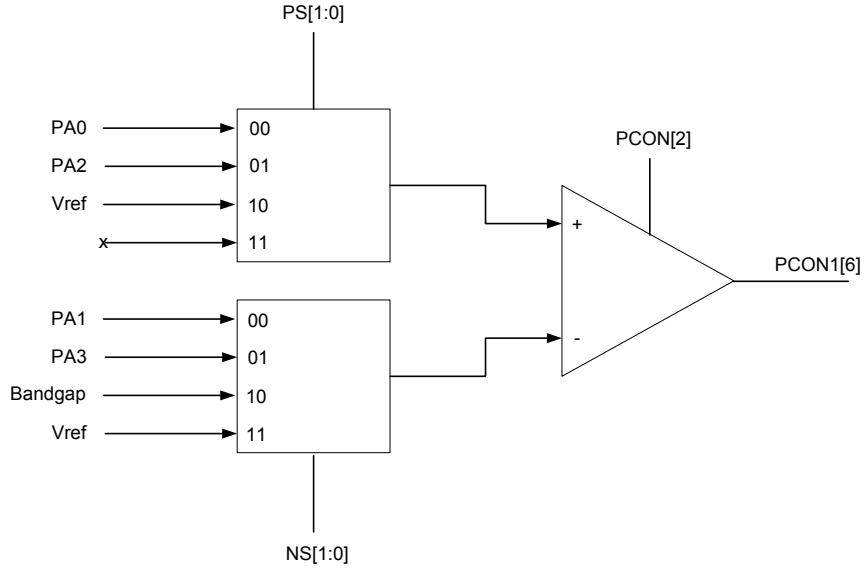 PS[1:0]
PA0 00
PA2 01
Vref 10
x 11
PCON[2]
+
PCON1[6]
-
PA1 00
PA3 01
Bandgap 10
Vref 11
NS[1:0]